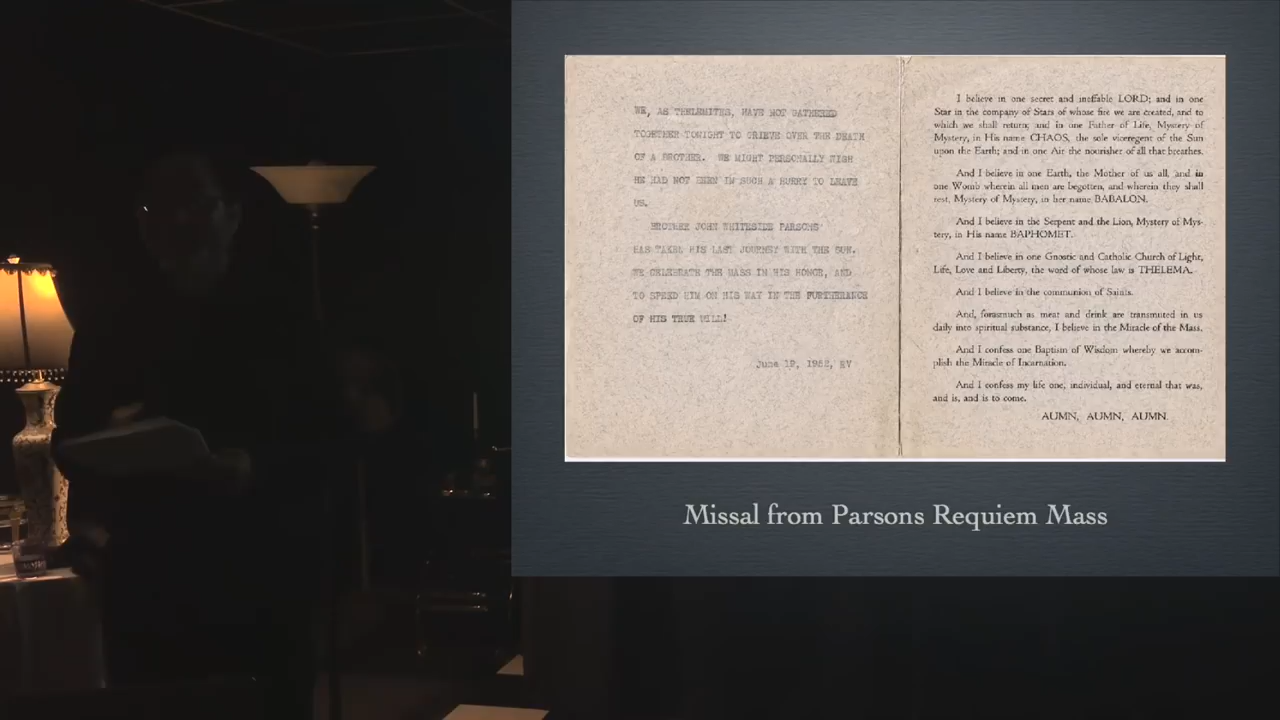 WE, AS THELEMITES, HAVE NOT GATHERED
TOGETHER TONIGHT TO GRIEVE OVER THE DEATH
OF A BROTHER. WE MIGHT PERSONALLY WISH
HE HAD NOT BEEN IN SUCH A HURRY TO LEAVE
US.
BROTHER JOHN WHITESIDE PARSONS
HAS TAKEN HIS LAST JOURNEY WITH THE SUN.
WE CELEBRATE THE MASS IN HIS HONOR, AND
TO SPEED HIM ON HIS WAY IN THE FURTHERANCE
OF HIS TRUE WILL!
June 19, 1952, EV
I believe in one secret and ineffable LORD; and in one
Star in the company of Stars of whose fire we are created, and to
which we shall return; and in one Father of Life, Mystery of
Mystery, in His name CHAOS, the sole viceregent of the Sun
upon the Earth; and in one Air the nourisher of all that breathes.
And I believe in one Earth, the Mother of us all, and in
one Womb wherein all men are begotten, and wherein they shall
rest, Mystery of Mystery, in her name BABALON.
And I believe in the Serpent and the Lion, Mystery of Mys-
tery, in His name BAPHOMET.
And I believe in one Gnostic and Catholic Church of Light,
Life, Love and Liberty, the word of whose law is THELEMA.
And I believe in the communion of Saints.
And, forasmuch as meat and drink are transmuted in us
daily into spiritual substance, I believe in the Miracle of the Mass.
And I confess one Baptism of Wisdom whereby we accom-
plish the Miracle of Incarnation.
And I confess my life one, individual, and eternal that was,
and is, and is to come.
AUMN, AUMN, AUMN.
Missal from Parsons Requiem Mass